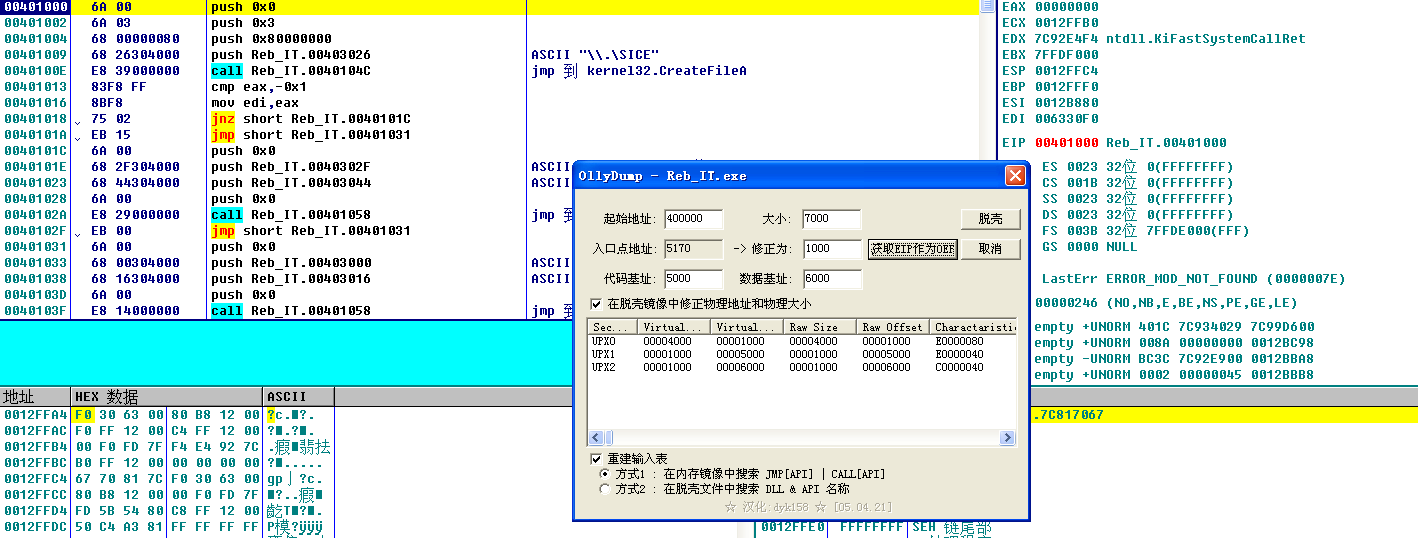 00401000 6A 00 push 0x0
00401002 6A 03 push 0x3
00401004 68 00000080 push 0x80000000
00401009 68 26304000 push Reb_IT.00403026 ASCII "\\.\SICE"
0040100E E8 39000000 call Reb_IT.0040104C jmp 到 kernel32.CreateFileA
00401013 83F8 FF cmp eax,-0x1
00401016 8BF8 mov edi,eax
00401018 75 02 jnz short Reb_IT.0040101C
0040101A EB 15 jmp short Reb_IT.00401031
0040101C 6A 00 push 0x0
0040101E 68 2F304000 push Reb_IT.0040302F ASCII
00401023 68 44304000 push Reb_IT.00403044 ASCII
00401028 6A 00 push 0x0
0040102A E8 29000000 call Reb_IT.00401058 jmp 到
0040102F EB 00 jmp short Reb_IT.00401031
00401031 6A 00 push 0x0
00401033 68 00304000 push Reb_IT.00403000 ASCII
00401038 68 16304000 push Reb_IT.00403016 ASCII
0040103D 6A 00 push 0x0
0040103F E8 14000000 call Reb_IT.00401058 jmp 到
EAX 00000000
ECX 0012FFB0
EDX 7C92E4F4 ntdll.KiFastSystemCallRet
EBX 7FFDF000
ESP 0012FFC4
EBP 0012FFF0
ESI 0012B880
EDI 006330F0
EIP 00401000 Reb_IT.00401000
ES 0023 32位 0(FFFFFFFF)
CS 001B 32位 0(FFFFFFFF)
SS 0023 32位 0(FFFFFFFF)
DS 0023 32位 0(FFFFFFFF)
FS 003B 32位 7FFDE000(FFF)
GS 0000 NULL
LastErr ERROR_MOD_NOT_FOUND (0000007E)
00000246 (NO,NB,E,BE,NS,PE,GE,LE)
empty +UNORM 401C 7C934029 7C99D600
empty +UNORM 008A 00000000 0012BC98
empty -UNORM BC3C 7C92E900 0012BBA8
empty +UNORM 0002 00000045 0012BBB8
OllyDump - Reb_IT.exe
起始地址: 400000 大小: 7000 脱壳
入口点地址: 5170 -> 修正为: 1000 获取EIP作为OEP 取消
代码基址: 5000 数据基址: 6000
在脱壳镜像中修正物理地址和物理大小
Sec... Virtual... Virtual... Raw Size Raw Offset Charactaristic
UPX0 00004000 00001000 00004000 00001000 E0000080
UPX1 00001000 00005000 00001000 00005000 E0000040
UPX2 00001000 00006000 00001000 00006000 C0000040
重建输入表
方式1 : 在内存镜像中搜索 JMP[API] | CALL[API]
方式2 : 在脱壳文件中搜索 DLL & API 名称
☆ 汉化:dyk158 ☆ [05.04.21]
地址 HEX 数据 ASCII
0012FFA4 F0 30 63 00 80 B8 12 00
0012FFAC F0 FF 12 00 C4 FF 12 00
0012FFB4 00 F0 FD 7F F4 E4 92 7C
0012FFBC B0 FF 12 00 00 00 00 00
0012FFC4 67 70 81 7C F0 30 63 00
0012FFCC 80 B8 12 00 00 F0 FD 7F
0012FFD4 FD 5B 54 80 C8 FF 12 00
0012FFDC 50 C4 A3 81 FF FF FF FF
.7C817067
0012FFE0 FFFFFFFF SEH 链尾部